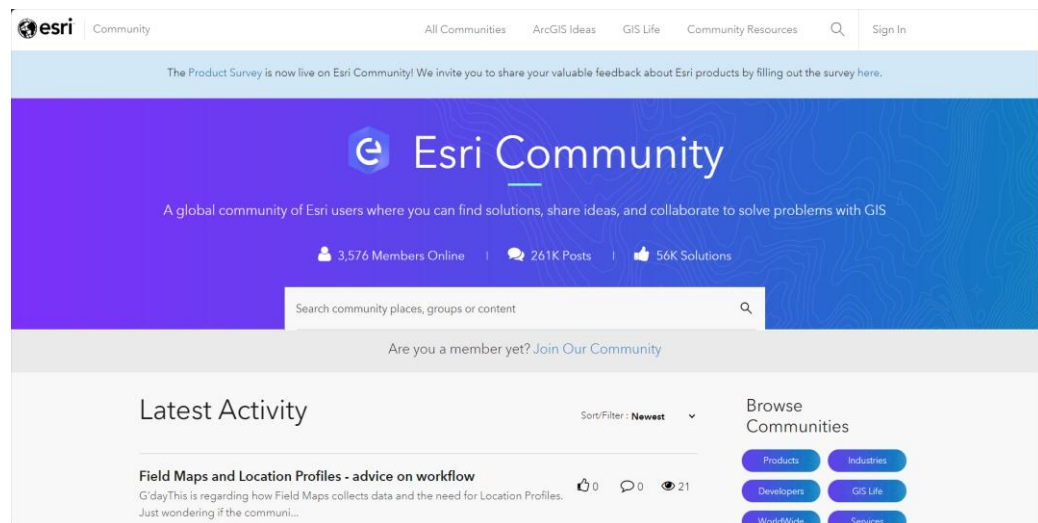 esri Community All Communities ArcGIS Ideas GIS Life Community Resources Sign In
The Product Survey is now live on Esri Community! We invite you to share your valuable feedback about Esri products by filling out the survey here.
e Esri Community
A global community of Esri users where you can find solutions, share ideas, and collaborate to solve problems with GIS
3,576 Members Online | 261K Posts | 56K Solutions
Search community places, groups or content
Are you a member yet? Join Our Community
Latest Activity
Sort/Filter : Newest
Field Maps and Location Profiles - advice on workflow
G'dayThis is regarding how Field Maps collects data and the need for Location Profiles.
Just wondering if the communi...
0 0 21
Browse
Communities
Products Industries
Developers GIS Life
WorldWide Services